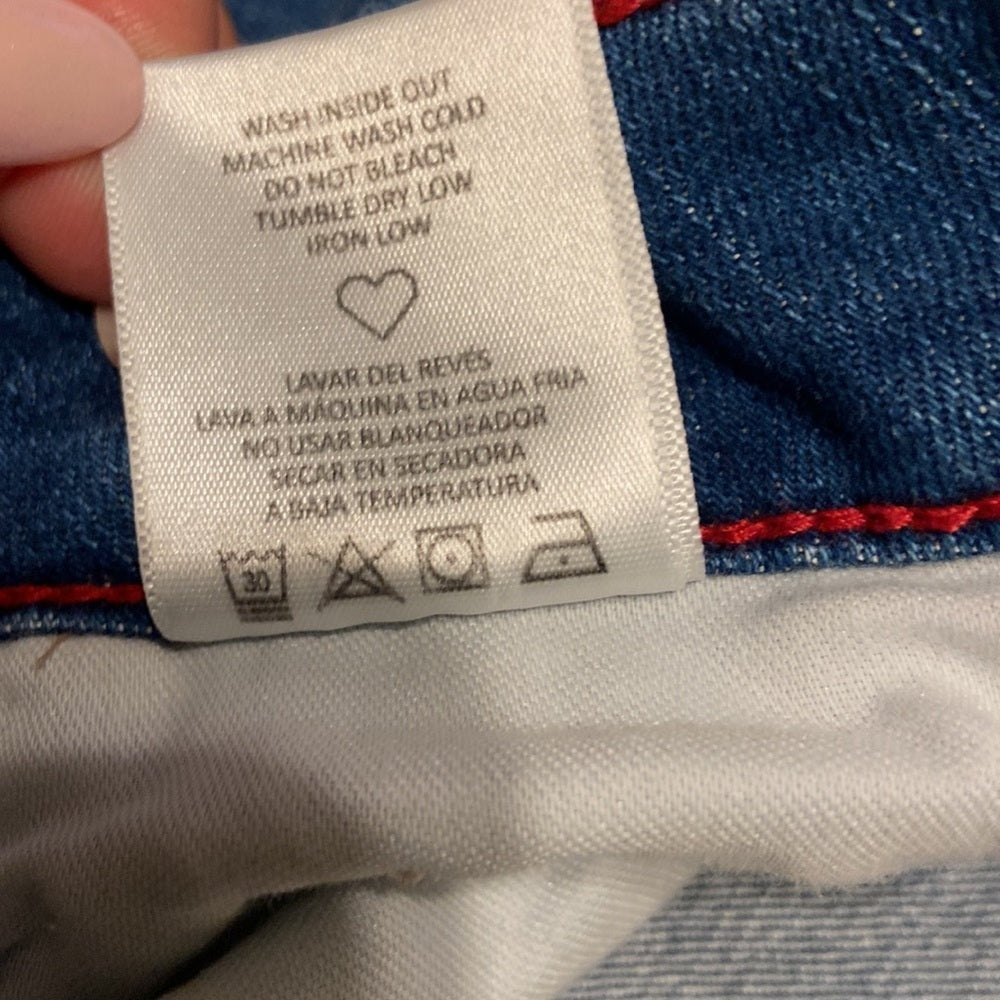 WASH INSIDE OUT
MACHINE WASH COLD
DO NOT BLEACH
TUMBLE DRY LOW
IRON LOW
LAVAR DEL REVÉS
LAVA A MÁQUINA EN AGUA FRIA
NO USAR BLANQUEADOR
SECAR EN SECADORA
A BAJA TEMPERATURA
30